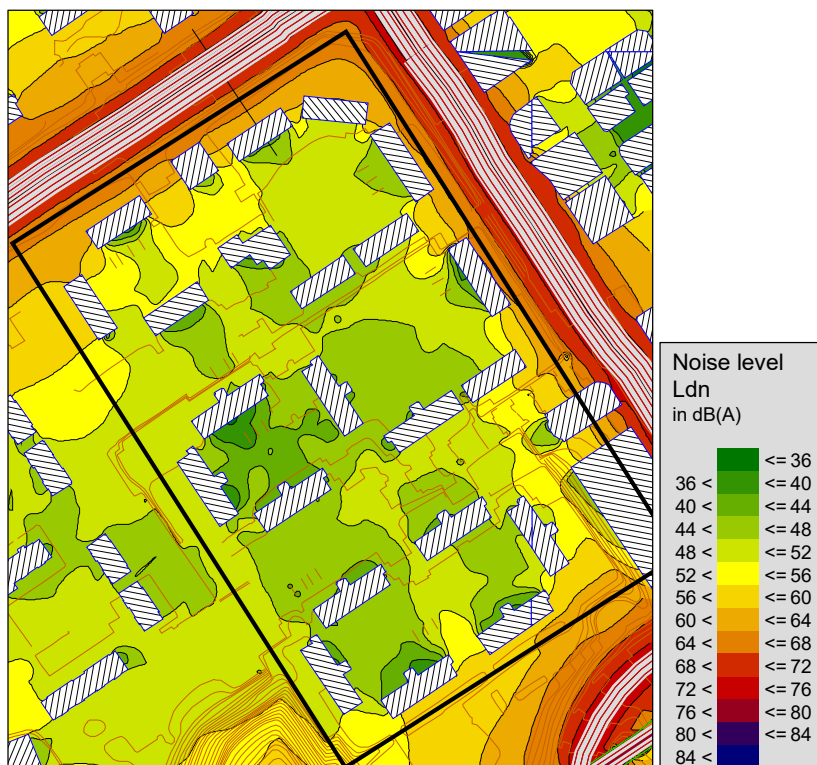 Noise level
Ldn
in dB(A)
<= 36
36 < <= 40
40 < <= 44
44 < <= 48
48 < <= 52
52 < <= 56
56 < <= 60
60 < <= 64
64 < <= 68
68 < <= 72
72 < <= 76
76 < <= 80
80 < <= 84
84 <